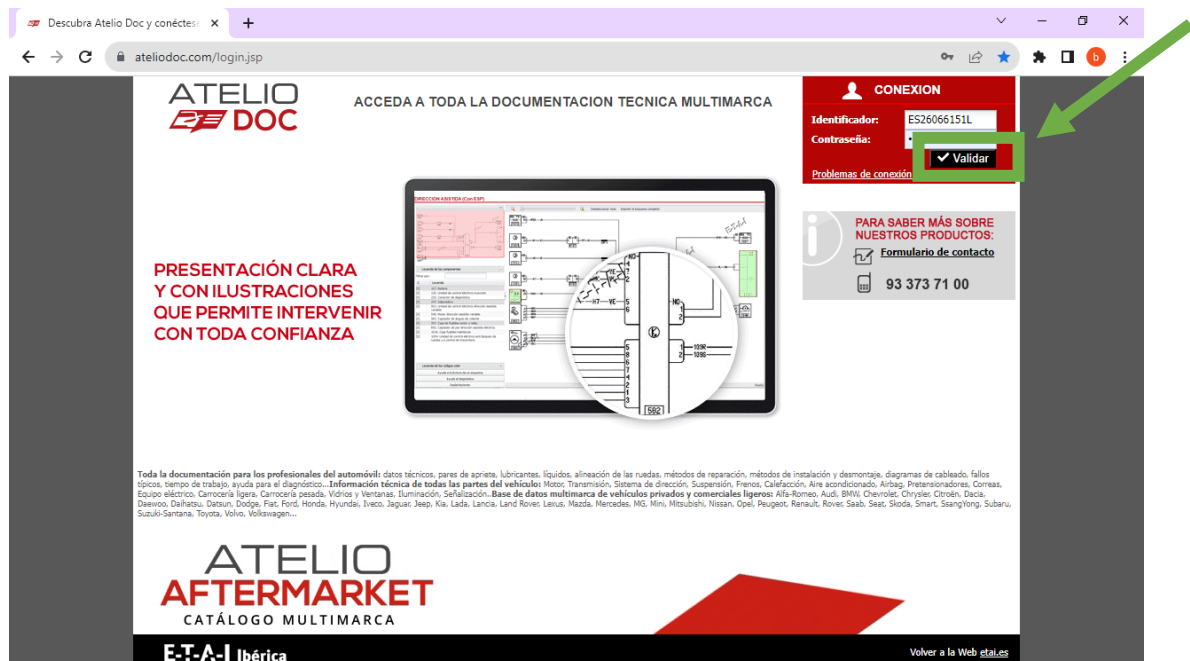 Descubra Atelio Doc y conéctese
ateliodoc.com/login.jsp
b
ATELIO
DOC
ACCEDA A TODA LA DOCUMENTACION TECNICA MULTIMARCA
CONEXION
Identificador: ES26066151L
Contraseña:
Validar
Problemas de conexión
PARA SABER MÁS SOBRE
NUESTROS PRODUCTOS:
Formulario de contacto
93 373 71 00
PRESENTACIÓN CLARA
Y CON ILUSTRACIONES
QUE PERMITE INTERVENIR
CON TODA CONFIANZA
DIRECCIÓN ASISTIDA (Con ESP)
Toda la documentación para los profesionales del automóvil: datos técnicos, pares de apriete, lubricantes, líquidos, alineación de las ruedas, métodos de reparación, métodos de instalación y desmontaje, diagramas de cableado, fallos
típicos, tiempo de trabajo, ayuda para el diagnóstico...Información técnica de todas las partes del vehículo: Motor, Transmisión, Sistema de dirección, Suspensión, Frenos, Calefacción, Aire acondicionado, Airbag, Pretensionadores, Correas,
Equipo eléctrico, Carrocería ligera, Carrocería pesada, Vidrios y Ventanas, Iluminación, Señalización..Base de datos multimarca de vehículos privados y comerciales ligeros: Alfa-Romeo, Audi, BMW, Chevrolet, Chrysler, Citroën, Dacia,
Daewoo, Daihatsu, Datsun, Dodge, Fiat, Ford, Honda, Hyundai, Iveco, Jaguar, Jeep, Kia, Lada, Lancia, Land Rover, Lexus, Mazda, Mercedes, MG, Mini, Mitsubishi, Nissan, Opel, Peugeot, Renault, Rover, Saab, Seat, Skoda, Smart, SsangYong, Subaru,
Suzuki-Santana, Toyota, Volvo, Volkswagen...
ATELIO
AFTERMARKET
CATÁLOGO MULTIMARCA
E-T-A-I Ibérica
Volver a la Web etai.es